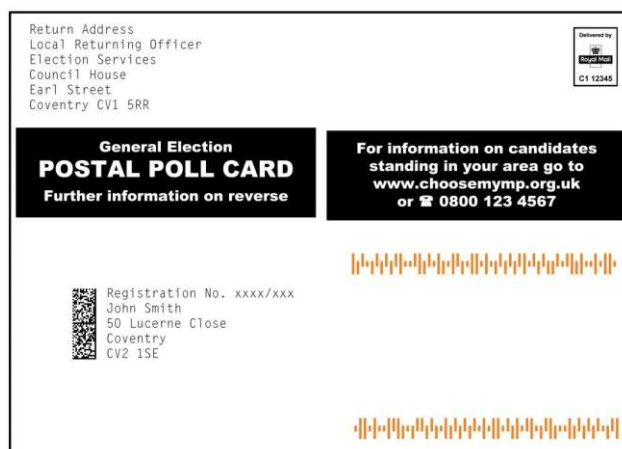 Return Address
Local Returning Officer
Election Services
Council House
Earl Street
Coventry CV1 5RR
Delivered by
Royal Mail
C1 12345
General Election
POSTAL POLL CARD
Further information on reverse
For information on candidates
standing in your area go to
www.choosemymp.org.uk
or ☎ 0800 123 4567
Registration No. xxxx/xxx
John Smith
50 Lucerne Close
Coventry
CV2 1SE